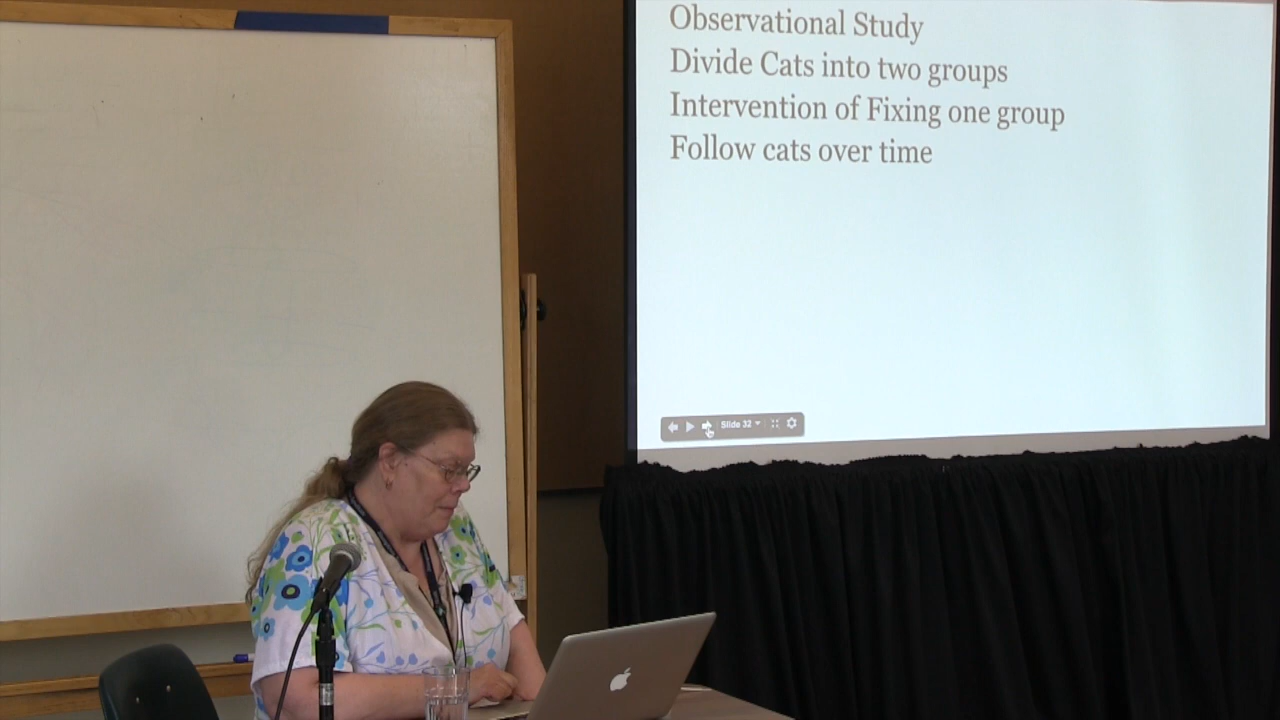 Observational Study
Divide Cats into two groups
Intervention of Fixing one group
Follow cats over time
Slide 32